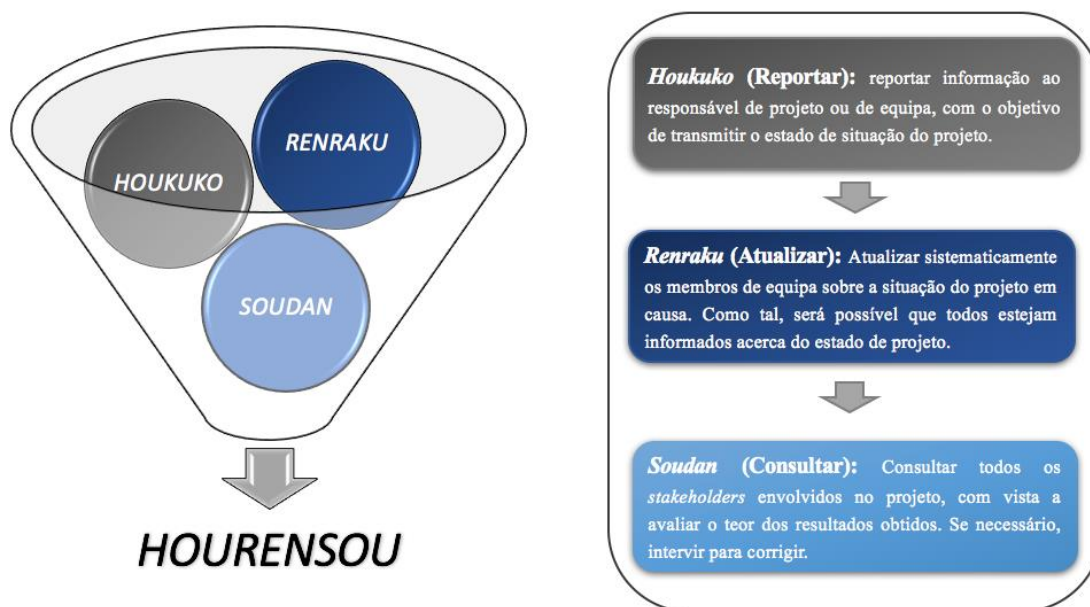 RENRAKU
HOUKUKO
SOUDAN
HOURENSOU
Houkuko (Reportar): reportar informação ao
responsável de projeto ou de equipa, com o objetivo
de transmitir o estado de situação do projeto.
Renraku (Atualizar): Atualizar sistematicamente
os membros de equipa sobre a situação do projeto em
causa. Como tal, será possível que todos estejam
informados acerca do estado de projeto.
Soudan (Consultar): Consultar todos os
stakeholders envolvidos no projeto, com vista a
avaliar o teor dos resultados obtidos. Se necessário,
intervir para corrigir.